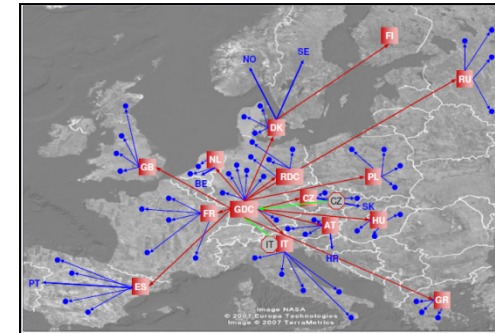 FI
NO
SE
RU
DK
GB
NL
BE
RDC
PL
CZ
CZ
SK
FR
GDC
AT
HU
IT
IT
HR
PT
ES
GR
Image NASA
© 2007 Europa Technologies
Image © 2007 TerraMetrics